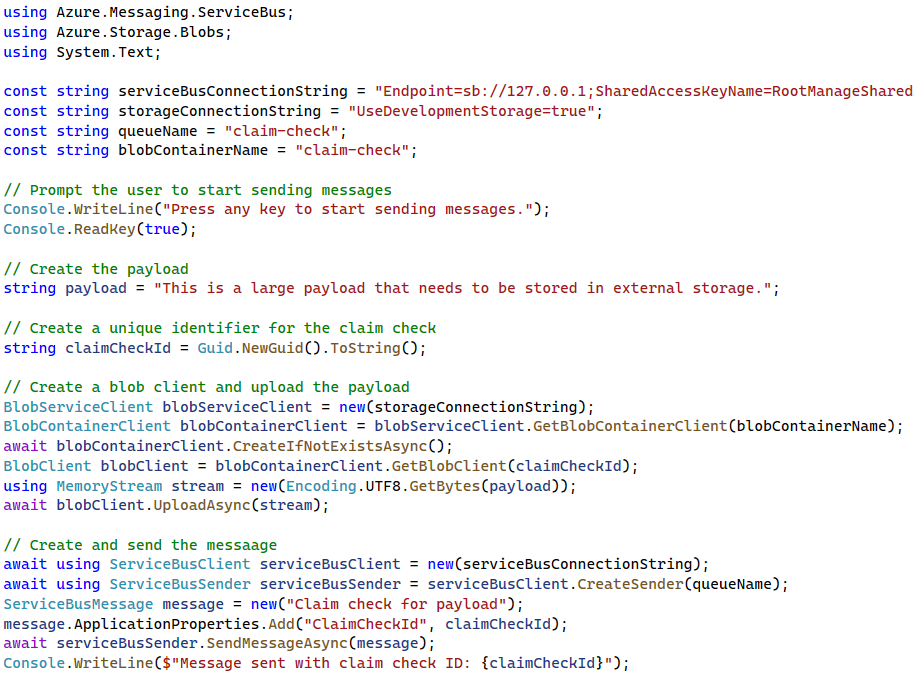 using Azure.Messaging.ServiceBus;
using Azure.Storage.Blobs;
using System.Text;
const string serviceBusConnectionString = "Endpoint=sb://127.0.0.1;SharedAccessKeyName=RootManageShared
const string storageConnectionString = "UseDevelopmentStorage=true";
const string queueName = "claim-check";
const string blobContainerName = "claim-check";
// Prompt the user to start sending messages
Console.WriteLine("Press any key to start sending messages.");
Console.ReadKey(true);
// Create the payload
string payload = "This is a large payload that needs to be stored in external storage.";
// Create a unique identifier for the claim check
string claimCheckId = Guid.NewGuid().ToString();
// Create a blob client and upload the payload
BlobServiceClient blobServiceClient = new(storageConnectionString);
BlobContainerClient blobContainerClient = blobServiceClient.GetBlobContainerClient(blobContainerName);
await blobContainerClient.CreateIfNotExistsAsync();
BlobClient blobClient = blobContainerClient.GetBlobClient(claimCheckId);
using MemoryStream stream = new(Encoding.UTF8.GetBytes(payload));
await blobClient.UploadAsync(stream);
// Create and send the messaage
await using ServiceBusClient serviceBusClient = new(serviceBusConnectionString);
await using ServiceBusSender serviceBusSender = serviceBusClient.CreateSender(queueName);
ServiceBusMessage message = new("Claim check for payload");
message.ApplicationProperties.Add("ClaimCheckId", claimCheckId);
await serviceBusSender.SendMessageAsync(message);
Console.WriteLine($"Message sent with claim check ID: {claimCheckId}");